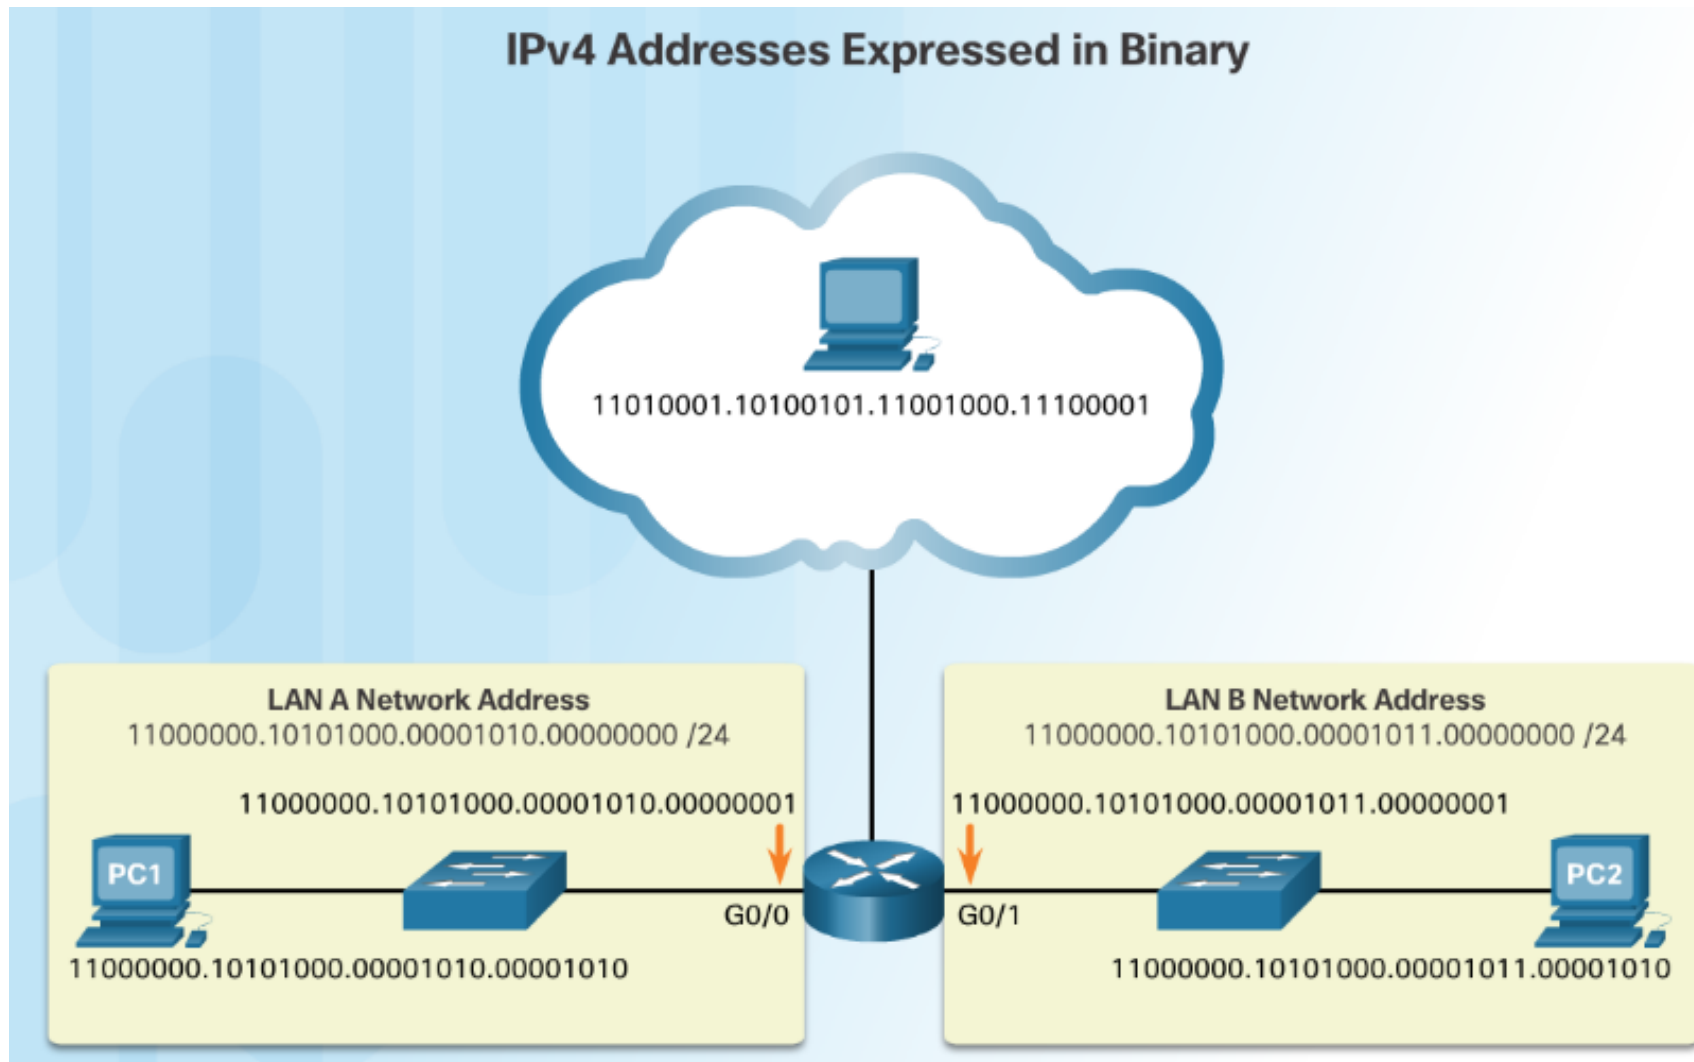 IPv4 Addresses Expressed in Binary
11010001.10100101.11001000.11100001
LAN A Network Address
11000000.10101000.00001010.00000000 /24
11000000.10101000.00001010.00000001
PC1
G0/0
11000000.10101000.00001010.00001010
LAN B Network Address
11000000.10101000.00001011.00000000 /24
11000000.10101000.00001011.00000001
G0/1
PC2
11000000.10101000.00001011.00001010